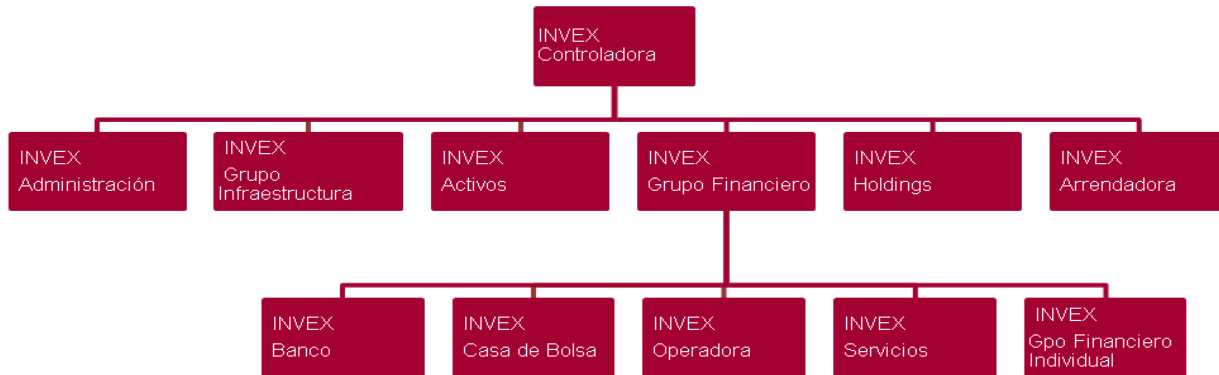 INVEX
Controladora
INVEX
Administración
INVEX
Grupo
Infraestructura
INVEX
Activos
INVEX
Grupo Financiero
INVEX
Holdings
INVEX
Arrendadora
INVEX
Banco
INVEX
Casa de Bolsa
INVEX
Operadora
INVEX
Servicios
INVEX
Gpo Financiero
Individual